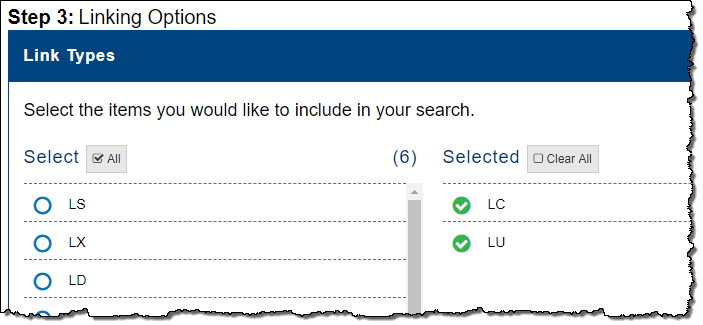 Step 3: Linking Options
Link Types
Select the items you would like to include in your search.
Select All (6) Selected Clear All
LS LC
LX LU
LD